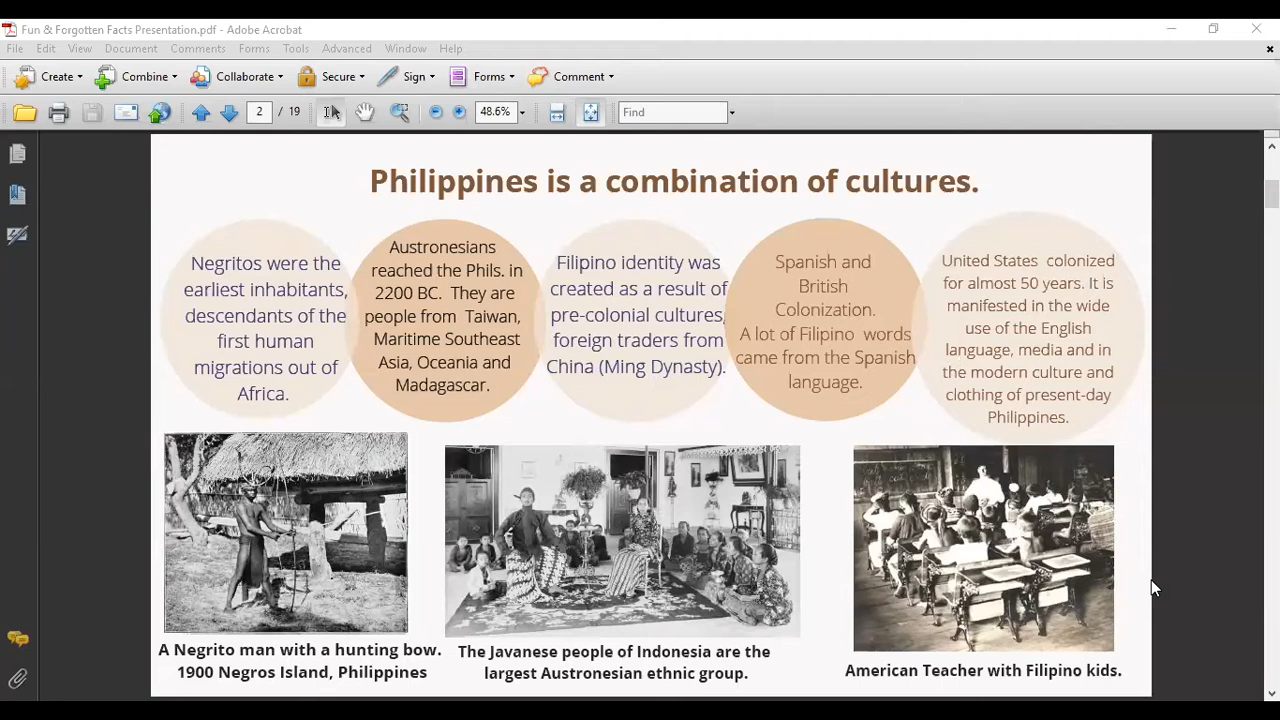 Fun & Forgotten Facts Presentation.pdf - Adobe Acrobat
File Edit View Document Comments Forms Tools Advanced Window Help
Create Combine Collaborate Secure Sign Forms Comment
2 / 19 48.6% Find
Philippines is a combination of cultures.
Negritos were the
earliest inhabitants,
descendants of the
first human
migrations out of
Africa.
Austronesians
reached the Phils. in
2200 BC. They are
people from Taiwan,
Maritime Southeast
Asia, Oceania and
Madagascar.
Filipino identity was
created as a result of
pre-colonial cultures,
foreign traders from
China (Ming Dynasty).
Spanish and
British
Colonization.
A lot of Filipino words
came from the Spanish
language.
United States colonized
for almost 50 years. It is
manifested in the wide
use of the English
language, media and in
the modern culture and
clothing of present-day
Philippines.
A Negrito man with a hunting bow.
1900 Negros Island, Philippines
The Javanese people of Indonesia are the
largest Austronesian ethnic group.
American Teacher with Filipino kids.